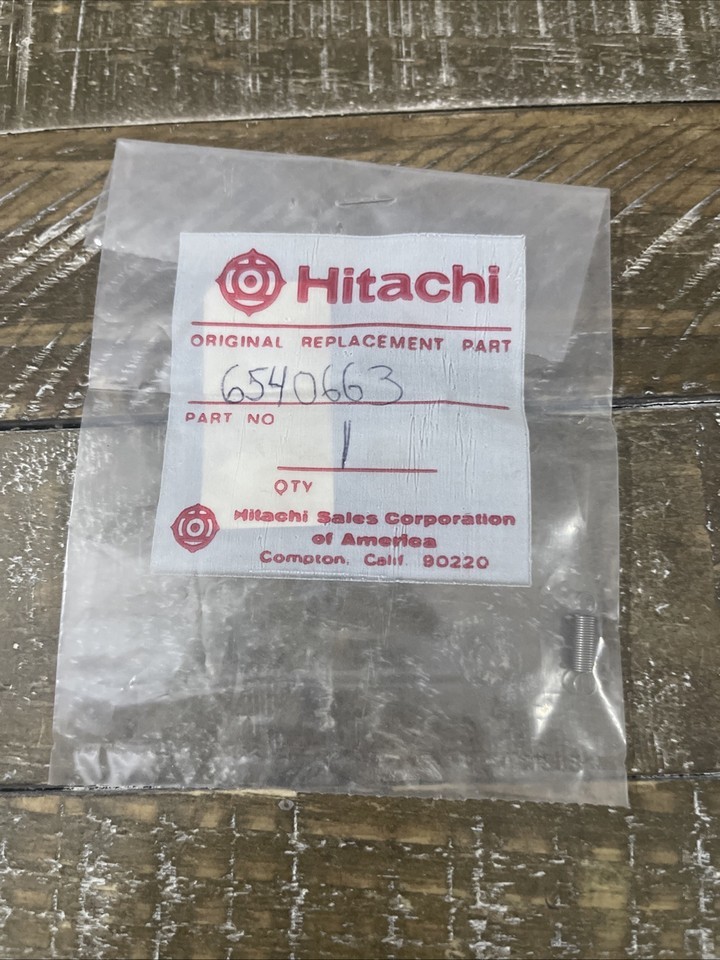 Hitachi
ORIGINAL REPLACEMENT PART
6540663
PART NO
1
QTY
Hitachi Sales Corporation
of America
Compton, Calif. 90220